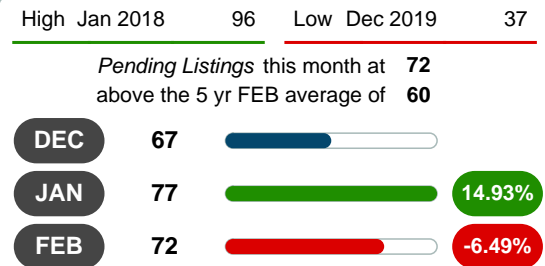 High Jan 2018 96 Low Dec 2019 37
Pending Listings this month at 72
above the 5 yr FEB average of 60
DEC 67
JAN 77 14.93%
FEB 72 -6.49%